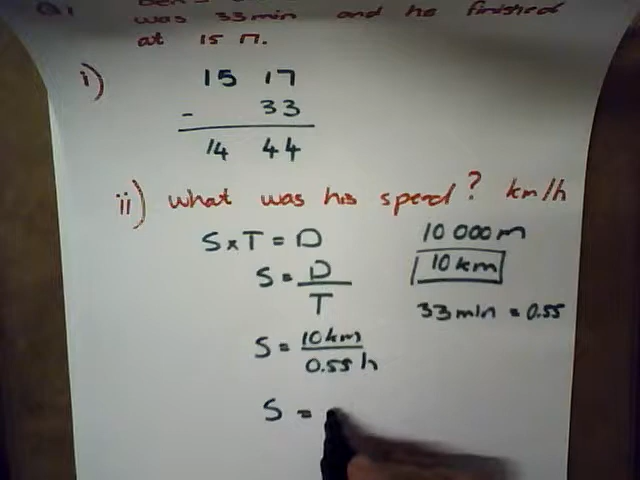 was 33 min and he finished
at 15 17.
i) 15 17
- 33
14 44
ii) what was his speed? km/h
S x T = D
10 000 m
S = D
T
10 km
33 min = 0.55
S = 10 km
0.55 h
S =